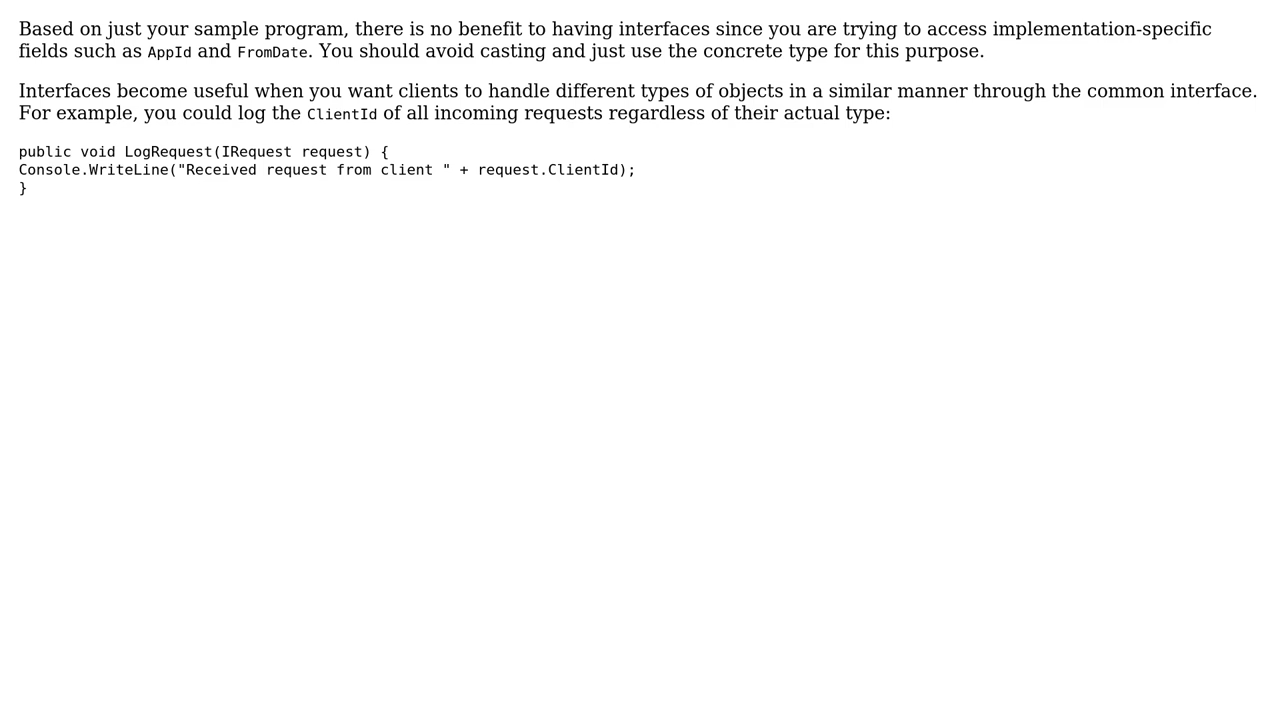 Based on just your sample program, there is no benefit to having interfaces since you are trying to access implementation-specific
fields such as AppId and FromDate. You should avoid casting and just use the concrete type for this purpose.
Interfaces become useful when you want clients to handle different types of objects in a similar manner through the common interface.
For example, you could log the ClientId of all incoming requests regardless of their actual type:
public void LogRequest(IRequest request) {
Console.WriteLine("Received request from client " + request.ClientId);
}